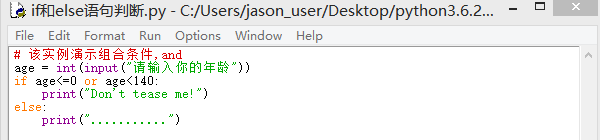 if和else语句判断.py - C:/Users/jason_user/Desktop/python3.6.2...
File Edit Format Run Options Window Help
# 该实例演示组合条件,and
age = int(input("请输入你的年龄"))
if age<=0 or age<140:
    print("Don't tease me!")
else:
    print("...........")